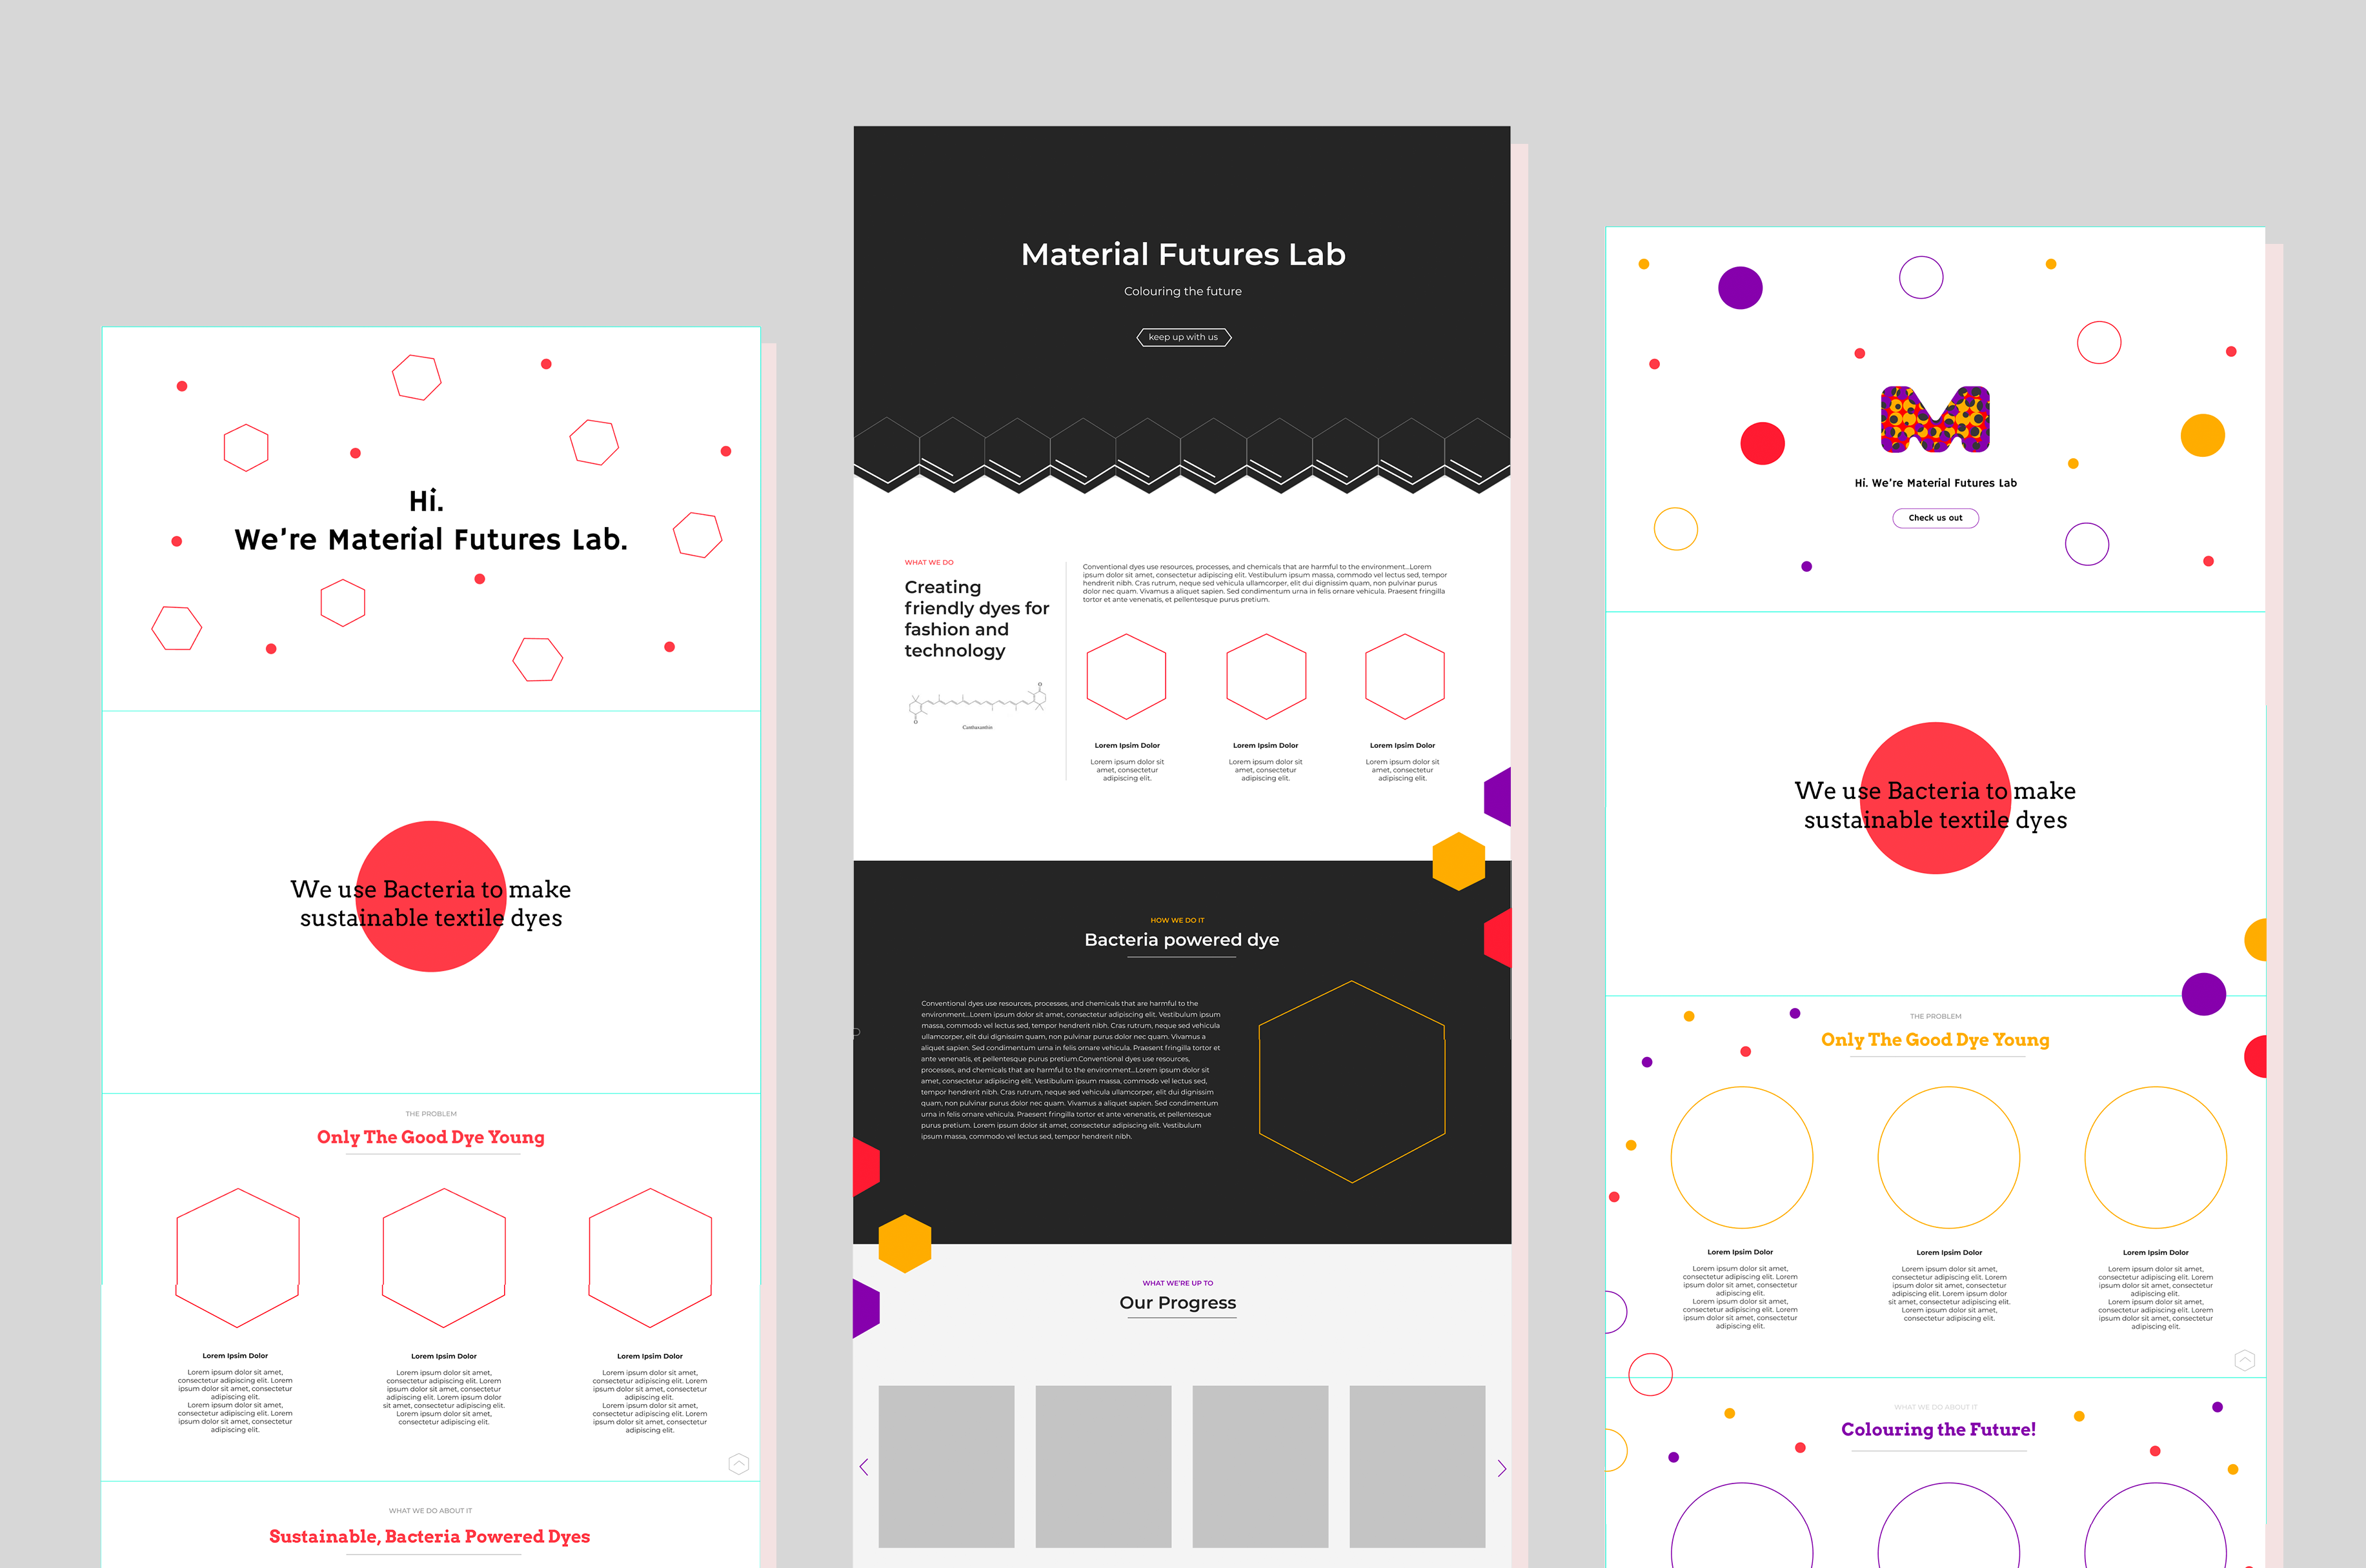 Hi.
We're Material Futures Lab.
We use Bacteria to make
sustainable textile dyes
THE PROBLEM
Only The Good Dye Young
Lorem Ipsim Dolor
Lorem ipsum dolor sit amet,
consectetur adipiscing elit. Lorem
ipsum dolor sit amet, consectetur
adipiscing elit.
Lorem ipsum dolor sit amet,
consectetur adipiscing elit. Lorem
ipsum dolor sit amet, consectetur
adipiscing elit.
Lorem Ipsim Dolor
Lorem ipsum dolor sit amet,
consectetur adipiscing elit. Lorem
ipsum dolor sit amet, consectetur
adipiscing elit. Lorem ipsum dolor
sit amet, consectetur adipiscing elit.
Lorem ipsum dolor sit amet,
consectetur adipiscing elit.
Lorem Ipsim Dolor
Lorem ipsum dolor sit amet,
consectetur adipiscing elit. Lorem
ipsum dolor sit amet, consectetur
adipiscing elit.
Lorem ipsum dolor sit amet,
consectetur adipiscing elit. Lorem
ipsum dolor sit amet, consectetur
adipiscing elit.
WHAT WE DO ABOUT IT
Sustainable, Bacteria Powered Dyes
Material Futures Lab
Colouring the future
keep up with us
WHAT WE DO
Creating
friendly dyes for
fashion and
technology
O
O
Canthaxantin
Conventional dyes use resources, processes, and chemicals that are harmful to the environment...Lorem
ipsum dolor sit amet, consectetur adipiscing elit. Vestibulum ipsum massa, commodo vel lectus sed, tempor
hendrerit nibh. Cras rutrum, neque sed vehicula ullamcorper, elit dui dignissim quam, non pulvinar purus
dolor nec quam. Vivamus a aliquet sapien. Sed condimentum urna in felis ornare vehicula. Praesent fringilla
tortor et ante venenatis, et pellentesque purus pretium.
Lorem Ipsim Dolor
Lorem ipsum dolor sit
amet, consectetur
adipiscing elit.
Lorem Ipsim Dolor
Lorem ipsum dolor sit
amet, consectetur
adipiscing elit.
Lorem Ipsim Dolor
Lorem ipsum dolor sit
amet, consectetur
adipiscing elit.
HOW WE DO IT
Bacteria powered dye
Conventional dyes use resources, processes, and chemicals that are harmful to the
environment...Lorem ipsum dolor sit amet, consectetur adipiscing elit. Vestibulum ipsum
massa, commodo vel lectus sed, tempor hendrerit nibh. Cras rutrum, neque sed vehicula
ullamcorper, elit dui dignissim quam, non pulvinar purus dolor nec quam. Vivamus a
aliquet sapien. Sed condimentum urna in felis ornare vehicula. Praesent fringilla tortor et
ante venenatis, et pellentesque purus pretium.Conventional dyes use resources,
processes, and chemicals that are harmful to the environment...Lorem ipsum dolor sit
amet, consectetur adipiscing elit. Vestibulum ipsum massa, commodo vel lectus sed,
tempor hendrerit nibh. Cras rutrum, neque sed vehicula ullamcorper, elit dui dignissim
quam, non pulvinar purus dolor nec quam. Vivamus a aliquet sapien. Sed condimentum
urna in felis ornare vehicula. Praesent fringilla tortor et ante venenatis, et pellentesque
purus pretium. Lorem ipsum dolor sit amet, consectetur adipiscing elit. Vestibulum
ipsum massa, commodo vel lectus sed, tempor hendrerit nibh.
WHAT WE'RE UP TO
Our Progress
M
Hi. We're Material Futures Lab
Check us out
We use Bacteria to make
sustainable textile dyes
THE PROBLEM
Only The Good Dye Young
Lorem Ipsim Dolor
Lorem ipsum dolor sit amet,
consectetur adipiscing elit. Lorem
ipsum dolor sit amet, consectetur
adipiscing elit.
Lorem ipsum dolor sit amet,
consectetur adipiscing elit. Lorem
ipsum dolor sit amet, consectetur
adipiscing elit.
Lorem Ipsim Dolor
Lorem ipsum dolor sit amet,
consectetur adipiscing elit. Lorem
ipsum dolor sit amet, consectetur
adipiscing elit. Lorem ipsum dolor
sit amet, consectetur adipiscing elit.
Lorem ipsum dolor sit amet,
consectetur adipiscing elit.
Lorem Ipsim Dolor
Lorem ipsum dolor sit amet,
consectetur adipiscing elit. Lorem
ipsum dolor sit amet, consectetur
adipiscing elit.
Lorem ipsum dolor sit amet,
consectetur adipiscing elit. Lorem
ipsum dolor sit amet, consectetur
adipiscing elit.
WHAT WE DO ABOUT IT
Colouring the Future!